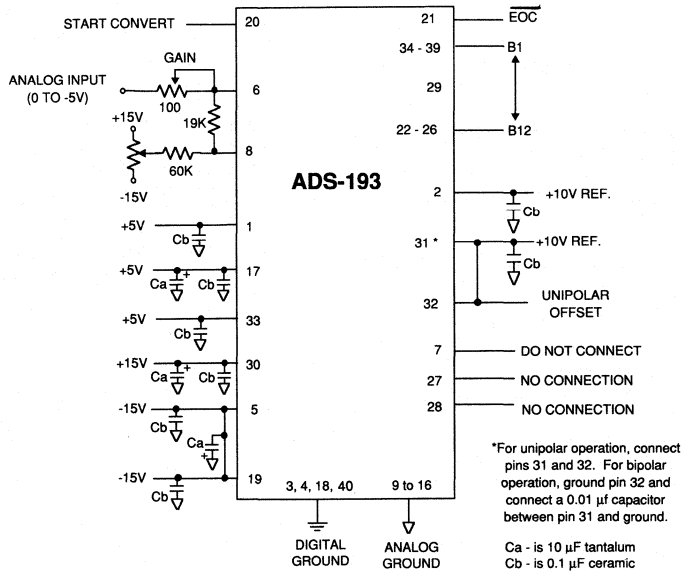 START CONVERT
20
21
EOC
GAIN
34 - 39
B1
ANALOG INPUT
(0 TO -5V)
6
100
29
+15V
19K
22 - 26
B12
8
60K
ADS-193
-15V
2
+10V REF.
Cb
+5V
1
Cb
31 *
+10V REF.
Cb
+5V
17
Ca
+
Cb
32
UNIPOLAR
OFFSET
+5V
33
Cb
7
DO NOT CONNECT
+15V
30
Ca
+
Cb
27
NO CONNECTION
28
NO CONNECTION
-15V
5
Cb
Ca
+
-15V
19
Cb
3, 4, 18, 40
9 to 16
DIGITAL
GROUND
ANALOG
GROUND
*For unipolar operation, connect
pins 31 and 32. For bipolar
operation, ground pin 32 and
connect a 0.01 µf capacitor
between pin 31 and ground.
Ca - is 10 µF tantalum
Cb - is 0.1 µF ceramic